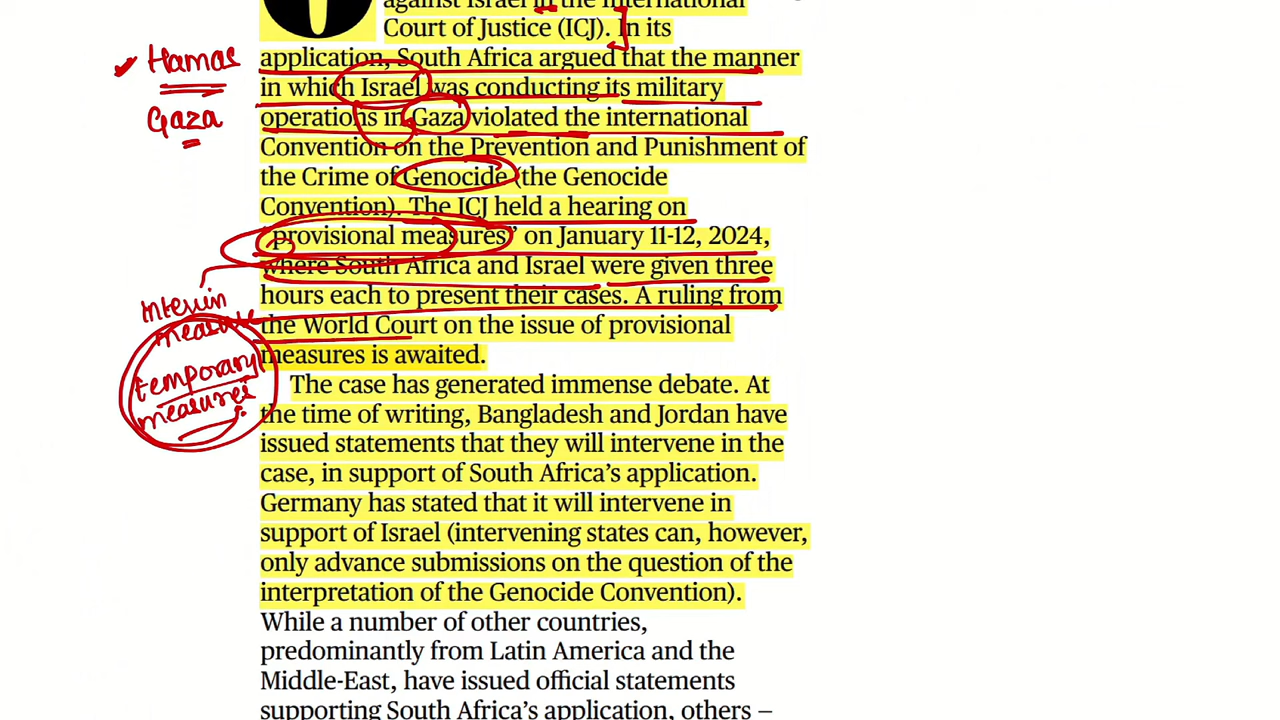 against Israel in the International
Court of Justice (ICJ). In its
application, South Africa argued that the manner
in which Israel was conducting its military
operations in Gaza violated the international
Convention on the Prevention and Punishment of
the Crime of Genocide (the Genocide
Convention). The ICJ held a hearing on
“provisional measures” on January 11-12, 2024,
where South Africa and Israel were given three
hours each to present their cases. A ruling from
the World Court on the issue of provisional
measures is awaited.
The case has generated immense debate. At
the time of writing, Bangladesh and Jordan have
issued statements that they will intervene in the
case, in support of South Africa’s application.
Germany has stated that it will intervene in
support of Israel (intervening states can, however,
only advance submissions on the question of the
interpretation of the Genocide Convention).
While a number of other countries,
predominantly from Latin America and the
Middle-East, have issued official statements
supporting South Africa’s application, others —
Hamas
Gaza
Interim
measure
temporary
measures